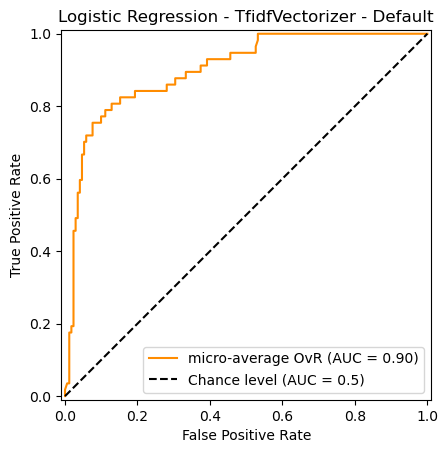 Logistic Regression - TfidfVectorizer - Default
True Positive Rate
1.0
0.8
0.6
0.4
0.2
0.0
micro-average OvR (AUC = 0.90)
Chance level (AUC = 0.5)
0.0 0.2 0.4 0.6 0.8 1.0
False Positive Rate